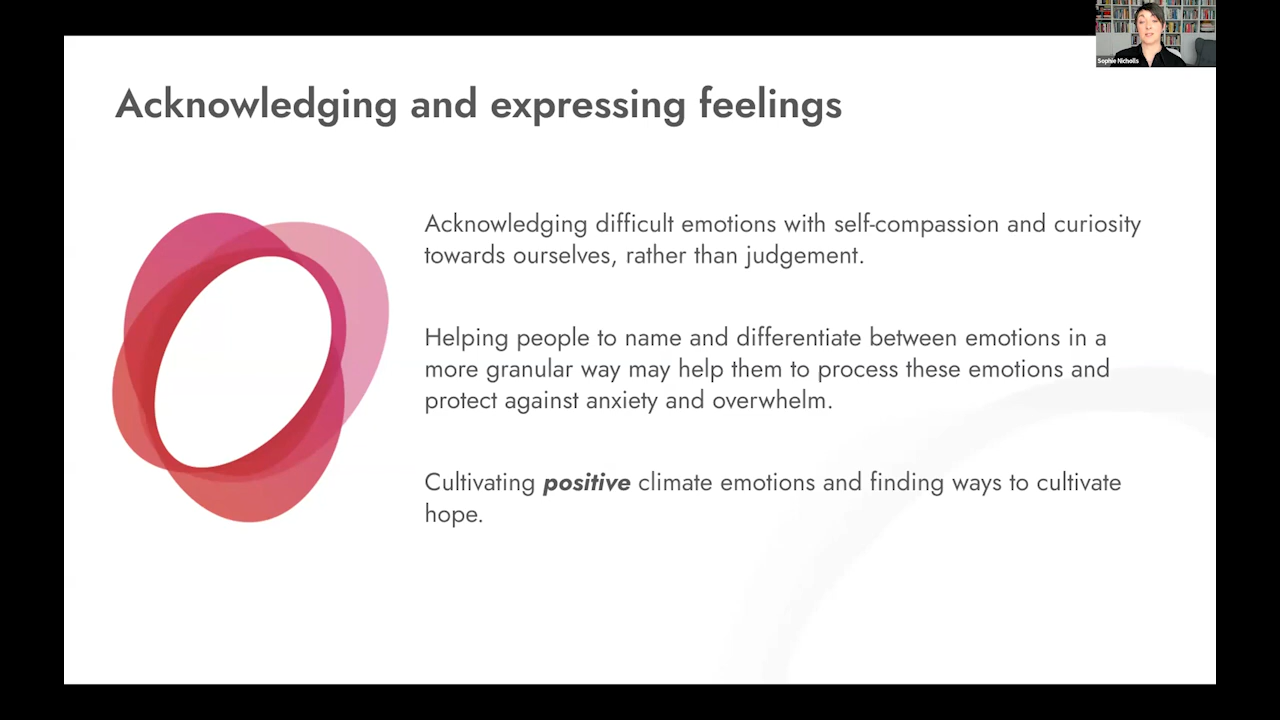 Sophie Nicholls
Acknowledging and expressing feelings
Acknowledging difficult emotions with self-compassion and curiosity
towards ourselves, rather than judgement.
Helping people to name and differentiate between emotions in a
more granular way may help them to process these emotions and
protect against anxiety and overwhelm.
Cultivating positive climate emotions and finding ways to cultivate
hope.